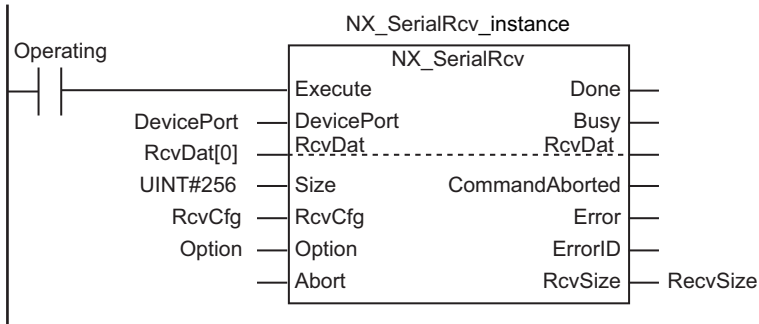 NX_SerialRcv_instance
Operating
NX_SerialRcv
Execute Done
DevicePort DevicePort Busy
RcvDat[0] RcvDat RcvDat
UINT#256 Size CommandAborted
RcvCfg RcvCfg Error
Option Option ErrorID
Abort RcvSize RecvSize